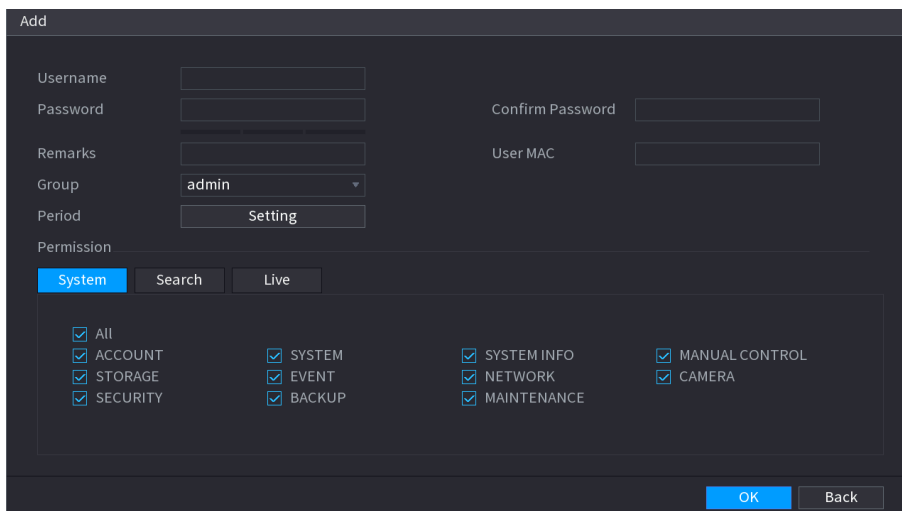 Add
Username
Password Confirm Password
Remarks User MAC
Group admin
Period Setting
Permission
System Search Live
All
ACCOUNT SYSTEM SYSTEM INFO MANUAL CONTROL
STORAGE EVENT NETWORK CAMERA
SECURITY BACKUP MAINTENANCE
OK Back